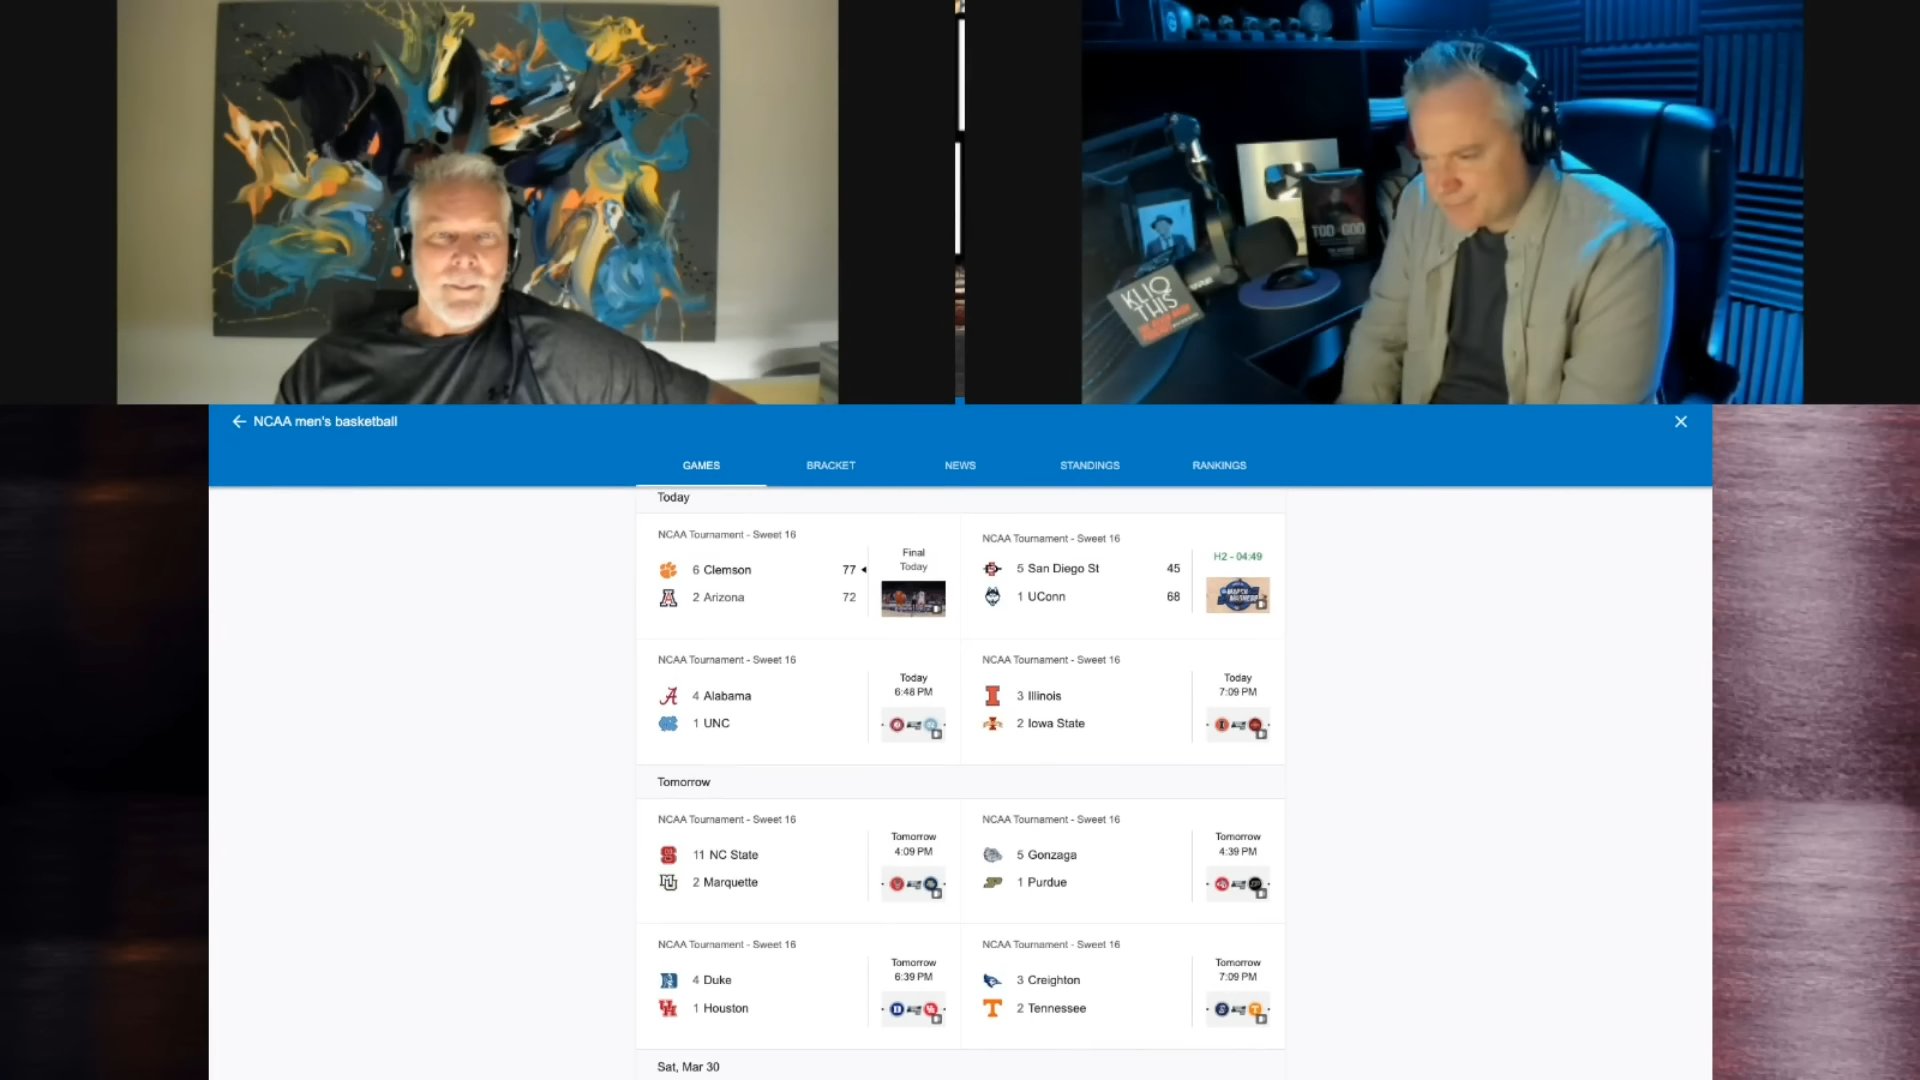 TOD GOD
KLIQ
THIS
NCAA men's basketball
GAMES
BRACKET
NEWS
STANDINGS
RANKINGS
Today
NCAA Tournament - Sweet 16
6 Clemson 77
2 Arizona 72
Final
Today
NCAA Tournament - Sweet 16
5 San Diego St 45
1 UConn 68
H2 - 04:49
NCAA Tournament - Sweet 16
4 Alabama
1 UNC
Today
6:48 PM
NCAA Tournament - Sweet 16
3 Illinois
2 Iowa State
Today
7:09 PM
Tomorrow
NCAA Tournament - Sweet 16
11 NC State
2 Marquette
Tomorrow
4:09 PM
NCAA Tournament - Sweet 16
5 Gonzaga
1 Purdue
Tomorrow
4:39 PM
NCAA Tournament - Sweet 16
4 Duke
1 Houston
Tomorrow
6:39 PM
NCAA Tournament - Sweet 16
3 Creighton
2 Tennessee
Tomorrow
7:09 PM
Sat, Mar 30